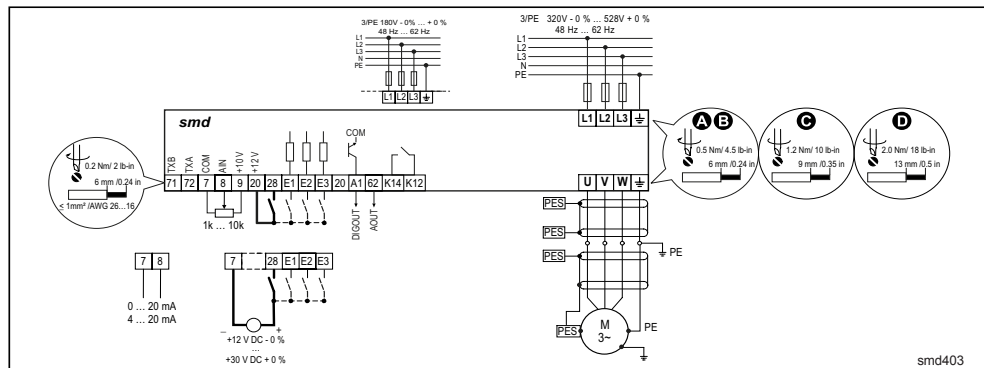 3/PE 180V - 0% ... + 0 %
48 Hz ... 62 Hz
L1
L2
L3
N
PE
L1 L2 L3
3/PE 320V - 0 % ... 528V + 0 %
48 Hz ... 62 Hz
L1
L2
L3
N
PE
L1 L2 L3
smd
COM
TXB TXA COM AIN +10 V +12 V
71 72 7 8 9 20 28 E1 E2 E3 20 A1 62 K14 K12
0.2 Nm/ 2 lb-in
6 mm /0.24 in
≤ 1mm² /AWG 26...16
1k ... 10k
DIGOUT
AOUT
U V W
A B
0.5 Nm/ 4.5 lb-in
6 mm/0.24 in
C
1.2 Nm/ 10 lb-in
9 mm/0.35 in
D
2.0 Nm/ 18 lb-in
13 mm/0.5 in
PES
PES
PES
PES
PE
PES
M
3~
PE
7 8
0 ... 20 mA
4 ... 20 mA
7 28 E1 E2 E3
– +
+12 V DC - 0 %
...
+30 V DC + 0 %
smd403